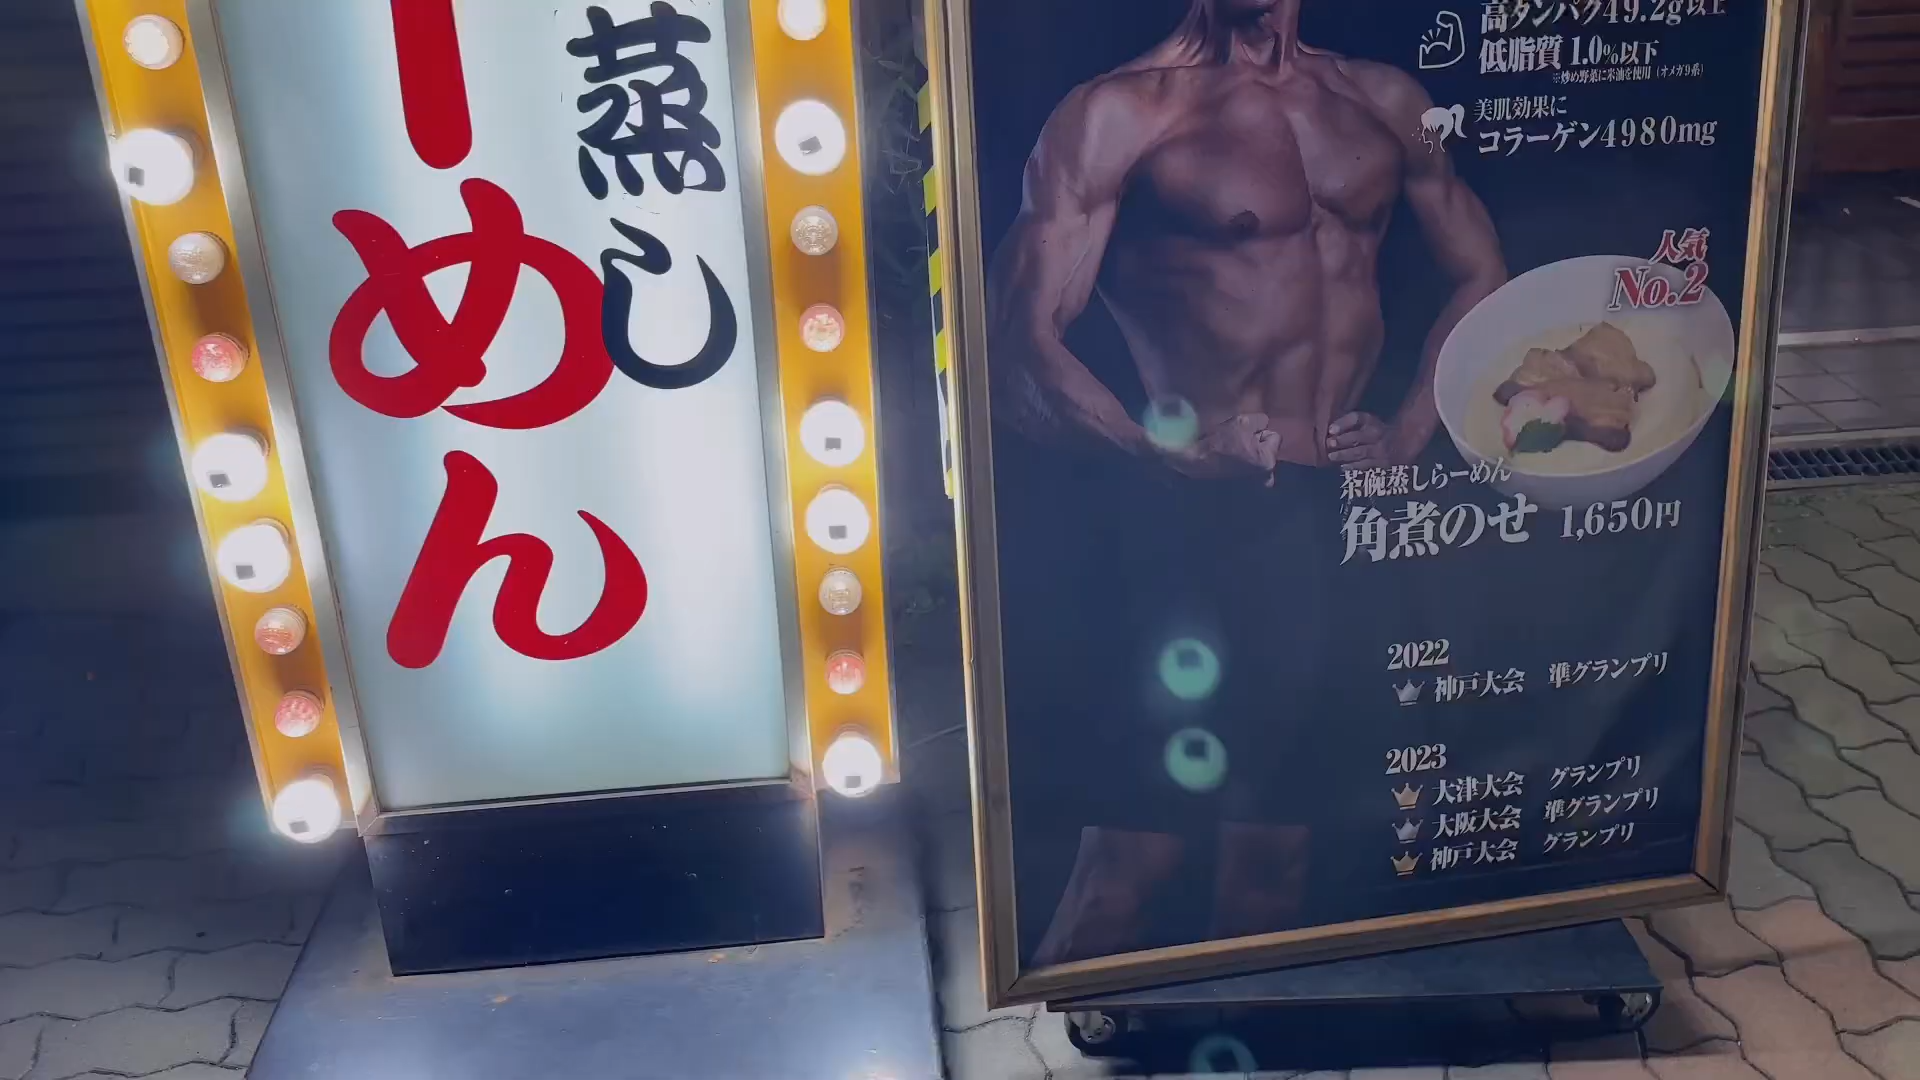 蒸し
ーめん
高タンパク49.2g以上
低脂質1.0%以下
※炒め野菜に米油を使用(オメガ9系)
美肌効果に
コラーゲン4980mg
人気
No.2
茶碗蒸しらーめん
角煮のせ 1,650円
2022
神戸大会 準グランプリ
2023
大津大会 グランプリ
大阪大会 準グランプリ
神戸大会 グランプリ